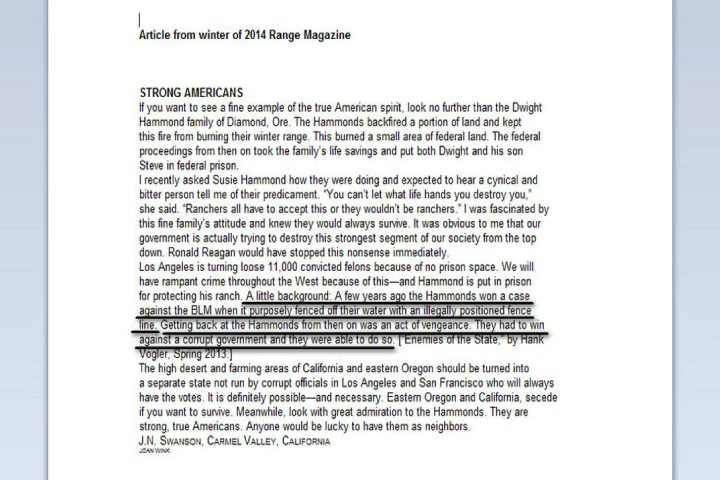 Article from winter of 2014 Range Magazine
STRONG AMERICANS
If you want to see a fine example of the true American spirit, look no further than the Dwight
Hammond family of Diamond, Ore. The Hammonds backfired a portion of land and kept
this fire from burning their winter range. This burned a small area of federal land. The federal
proceedings from then on took the family's life savings and put both Dwight and his son
Steve in federal prison.
I recently asked Susie Hammond how they were doing and expected to hear a cynical and
bitter person tell me of their predicament. “You can't let what life hands you destroy you,”
she said. “Ranchers all have to accept this or they wouldn't be ranchers.” I was fascinated by
this fine family's attitude and knew they would always survive. It was obvious to me that our
government is actually trying to destroy this strongest segment of our society from the top
down. Ronald Reagan would have stopped this nonsense immediately.
Los Angeles is turning loose 11,000 convicted felons because of no prison space. We will
have rampant crime throughout the West because of this—and Hammond is put in prison
for protecting his ranch. A little background: A few years ago the Hammonds won a case
against the BLM when it purposely fenced off their water with an illegally positioned fence
line. Getting back at the Hammonds from then on was an act of vengeance. They had to win
against a corrupt government and they were able to do so. [“Enemies of the State,” by Hank
Vogler, Spring 2013.]
The high desert and farming areas of California and eastern Oregon should be turned into
a separate state not run by corrupt officials in Los Angeles and San Francisco who will always
have the votes. It is definitely possible—and necessary. Eastern Oregon and California, secede
if you want to survive. Meanwhile, look with great admiration to the Hammonds. They are
strong, true Americans. Anyone would be lucky to have them as neighbors.
J.N. SWANSON, CARMEL VALLEY, CALIFORNIA
JOAN WINK